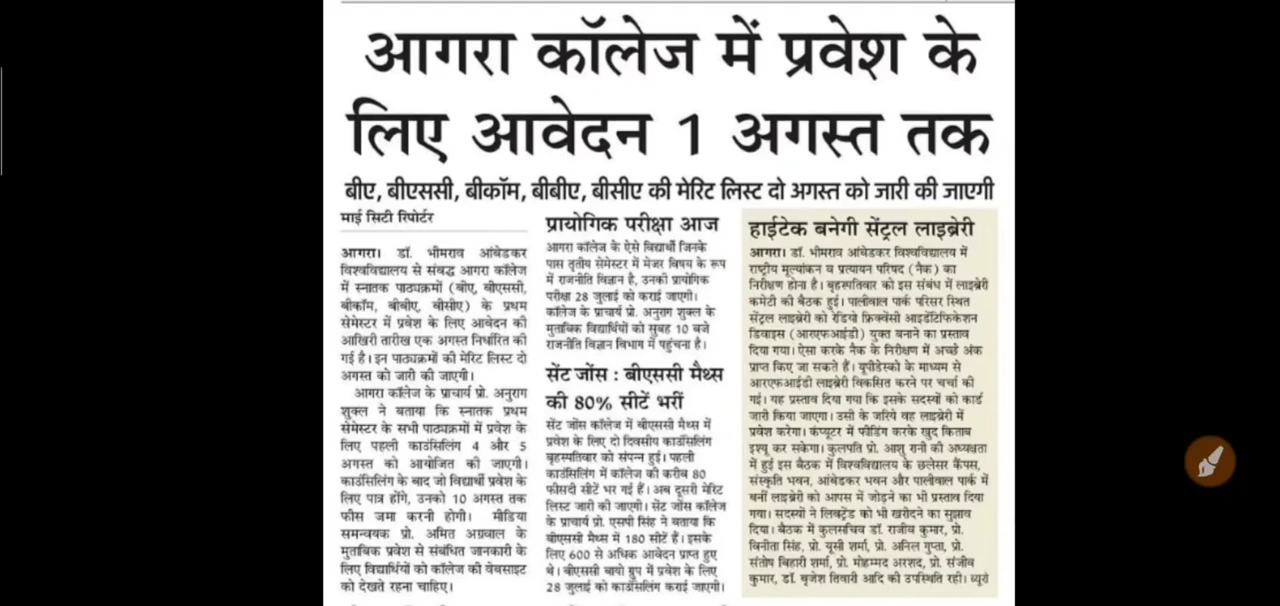 आगरा कॉलेज में प्रवेश के
लिए आवेदन 1 अगस्त तक
बीए, बीएससी, बीकॉम, बीबीए, बीसीए की मेरिट लिस्ट दो अगस्त को जारी की जाएगी
माई सिटी रिपोर्टर
आगरा। डॉ. भीमराव आंबेडकर
विश्वविद्यालय से संबद्ध आगरा कॉलेज
में स्नातक पाठ्यक्रमों (बीए, बीएससी,
बीकॉम, बीबीए, बीसीए) के प्रथम
सेमेस्टर में प्रवेश के लिए आवेदन की
आखिरी तारीख एक अगस्त निर्धारित की
गई है। इन पाठ्यक्रमों की मेरिट लिस्ट दो
अगस्त को जारी की जाएगी।
आगरा कॉलेज के प्राचार्य प्रो. अनुराग
शुक्ल ने बताया कि स्नातक प्रथम
सेमेस्टर के सभी पाठ्यक्रमों में प्रवेश के
लिए पहली काउंसिलिंग 4 और 5
अगस्त को आयोजित की जाएगी।
काउंसिलिंग के बाद जो विद्यार्थी प्रवेश के
लिए पात्र होंगे, उनको 10 अगस्त तक
फीस जमा करनी होगी। मीडिया
समन्वयक प्रो. अमित अग्रवाल के
मुताबिक प्रवेश से संबंधित जानकारी के
लिए विद्यार्थियों को कॉलेज की वेबसाइट
को देखते रहना चाहिए।
प्रायोगिक परीक्षा आज
आगरा कॉलेज के ऐसे विद्यार्थी जिनके
पास तृतीय सेमेस्टर में मेजर विषय के रूप
में राजनीति विज्ञान है, उनकी प्रायोगिक
परीक्षा 28 जुलाई को कराई जाएगी।
कॉलेज के प्राचार्य प्रो. अनुराग शुक्ल के
मुताबिक विद्यार्थियों को सुबह 10 बजे
राजनीति विज्ञान विभाग में पहुंचना है।
सेंट जोंस : बीएससी मैथ्स
की 80% सीटें भरीं
सेंट जोंस कॉलेज में बीएससी मैथ्स में
प्रवेश के लिए दो दिवसीय काउंसिलिंग
बृहस्पतिवार को संपन्न हुई। पहली
काउंसिलिंग में कॉलेज की करीब 80
फीसदी सीटें भर गई हैं। अब दूसरी मेरिट
लिस्ट जारी की जाएगी। सेंट जोंस कॉलेज
के प्राचार्य प्रो. एसपी सिंह ने बताया कि
बीएससी मैथ्स में 180 सीटें हैं। इसके
लिए 600 से अधिक आवेदन प्राप्त हुए
थे। बीएससी बायो ग्रुप में प्रवेश के लिए
28 जुलाई को काउंसलिंग कराई जाएगी।
हाईटेक बनेगी सेंट्रल लाइब्रेरी
आगरा। डॉ. भीमराव आंबेडकर विश्वविद्यालय में
राष्ट्रीय मूल्यांकन व प्रत्यायन परिषद (नैक) का
निरीक्षण होना है। बृहस्पतिवार को इस संबंध में लाइब्रेरी
कमेटी की बैठक हुई। पालीवाल पार्क परिसर स्थित
सेंट्रल लाइब्रेरी को रेडियो फ्रिक्वेंसी आइडेंटिफिकेशन
डिवाइस (आरएफआईडी) युक्त बनाने का प्रस्ताव
दिया गया। ऐसा करके नैक के निरीक्षण में अच्छे अंक
प्राप्त किए जा सकते हैं। यूपीडेस्को के माध्यम से
आरएफआईडी लाइब्रेरी विकसित करने पर चर्चा की
गई। यह प्रस्ताव दिया गया कि इसके सदस्यों को कार्ड
जारी किया जाएगा। उसी के जरिये वह लाइब्रेरी में
प्रवेश करेगा। कंप्यूटर में फीडिंग करके खुद किताब
इश्यू कर सकेगा। कुलपति प्रो. आशु रानी की अध्यक्षता
में हुई इस बैठक में विश्वविद्यालय के छलेसर कैंपस,
संस्कृति भवन, आंबेडकर भवन और पालीवाल पार्क में
बनीं लाइब्रेरी को आपस में जोड़ने का भी प्रस्ताव दिया
गया। सदस्यों ने लिबट्रेंड को भी खरीदने का सुझाव
दिया। बैठक में कुलसचिव डॉ. राजीव कुमार, प्रो.
विनीता सिंह, प्रो. यूसी शर्मा, प्रो. अनिल गुप्ता, प्रो.
संतोष बिहारी शर्मा, प्रो. मोहम्मद अरशद, प्रो. संजीव
कुमार, डॉ. बृजेश तिवारी आदि की उपस्थिति रही। ब्यूरो